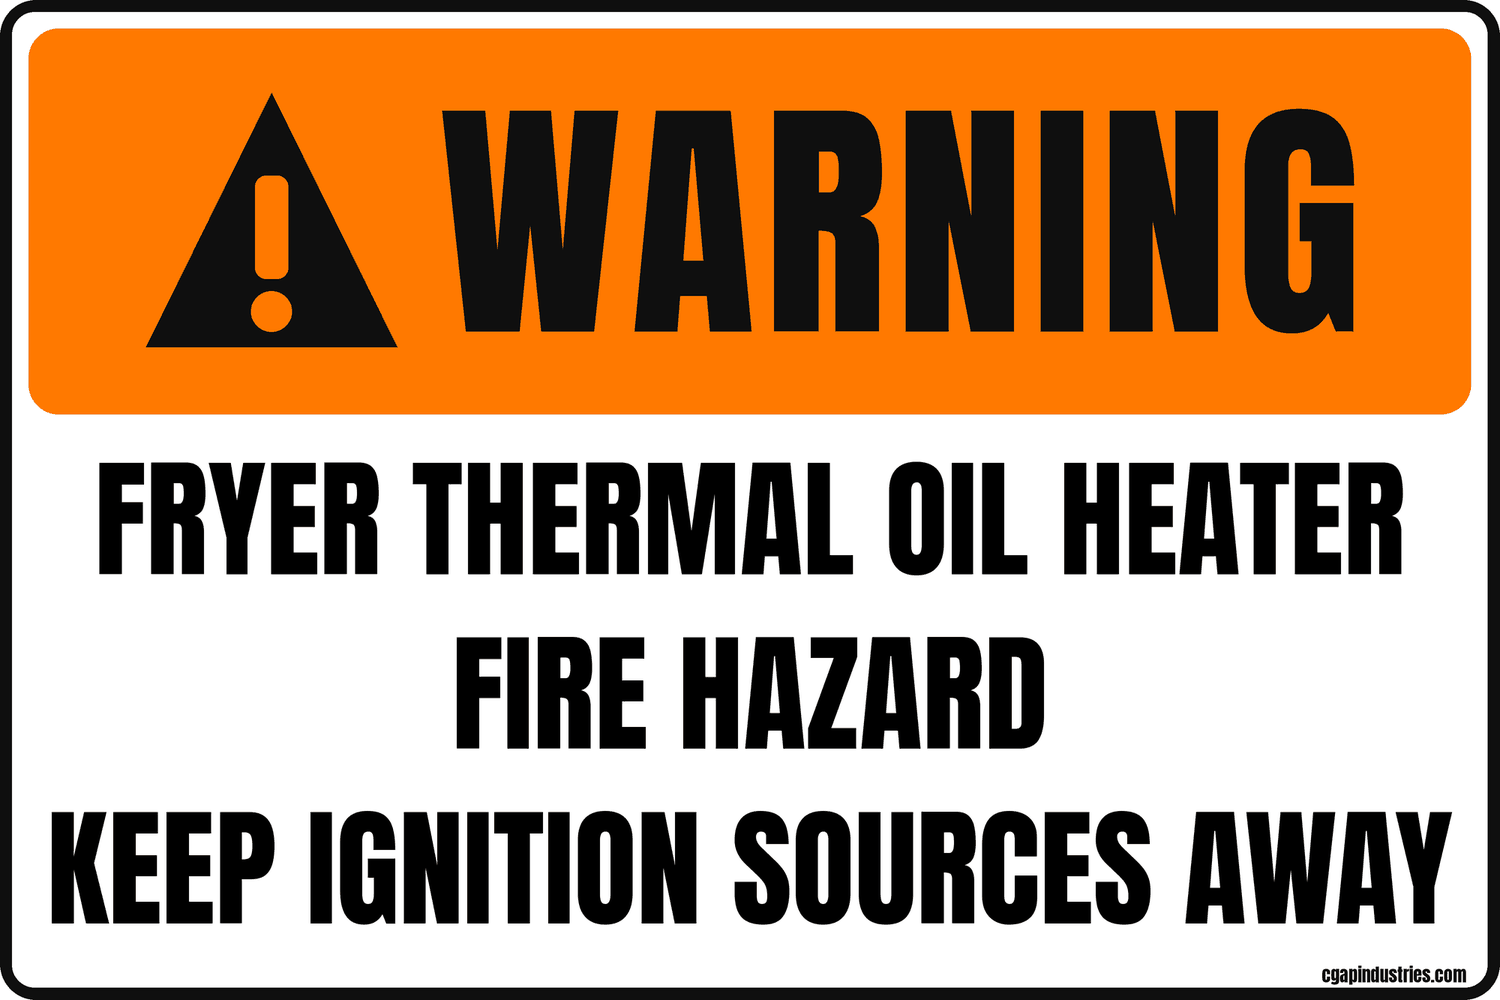 WARNING
FRYER THERMAL OIL HEATER
FIRE HAZARD
KEEP IGNITION SOURCES AWAY
cgapindustries.com